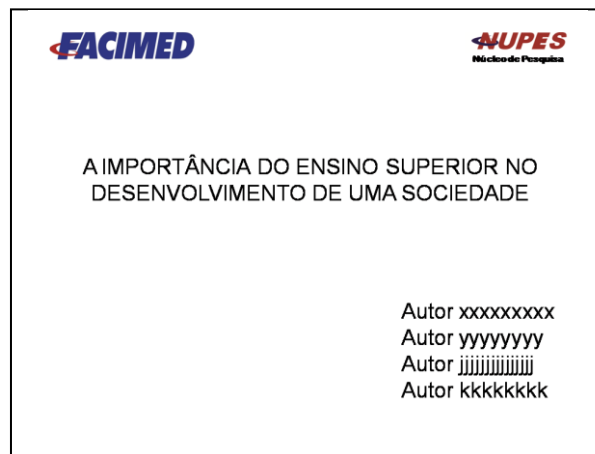 FACIMED
NUPES
Núcleo de Pesquisa
A IMPORTÂNCIA DO ENSINO SUPERIOR NO
DESENVOLVIMENTO DE UMA SOCIEDADE
Autor xxxxxxxxx
Autor yyyyyyyy
Autor jjjjjjjjjjjjjjj
Autor kkkkkkkk